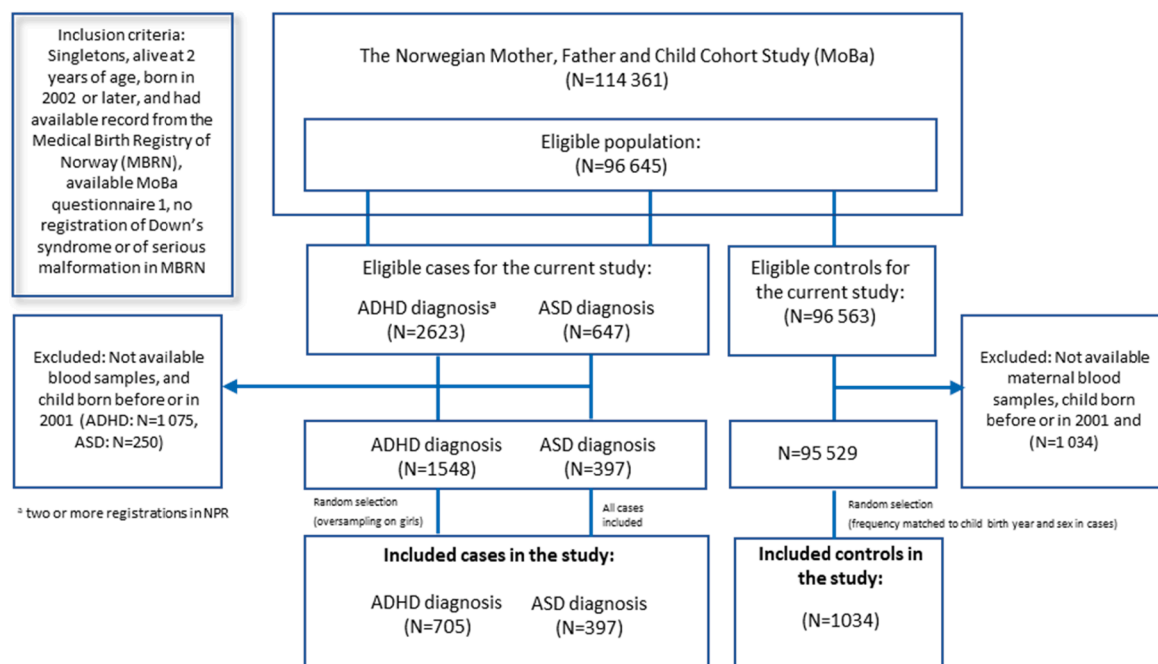 Inclusion criteria:
Singletons, alive at 2
years of age, born in
2002 or later, and had
available record from the
Medical Birth Registry of
Norway (MBRN),
available MoBa
questionnaire 1, no
registration of Down's
syndrome or of serious
malformation in MBRN
The Norwegian Mother, Father and Child Cohort Study (MoBa)
(N=114 361)
Eligible population:
(N=96 645)
Eligible cases for the current study:
ADHD diagnosisᵃ
(N=2623)
ASD diagnosis
(N=647)
Eligible controls for
the current study:
(N=96 563)
Excluded: Not available
blood samples, and
child born before or in
2001 (ADHD: N=1 075,
ASD: N=250)
Excluded: Not available
maternal blood
samples, child born
before or in 2001 and
(N=1 034)
ADHD diagnosis
(N=1548)
ASD diagnosis
(N=397)
N=95 529
ᵃ two or more registrations in NPR
Random selection
(oversampling on girls)
All cases
included
Random selection
(frequency matched to child birth year and sex in cases)
Included cases in the study:
ADHD diagnosis
(N=705)
ASD diagnosis
(N=397)
Included controls in
the study:
(N=1034)